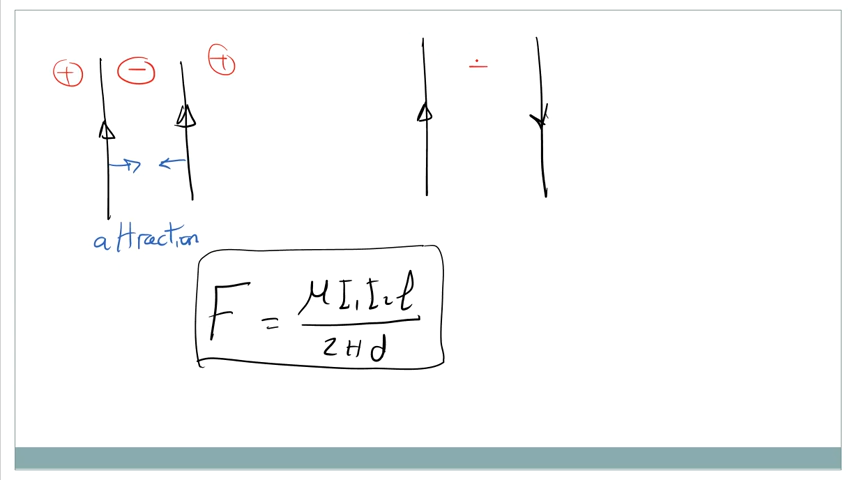 ⊕ ⊖ ⊕
attraction
F = μI₁I₂ℓ / 2πd